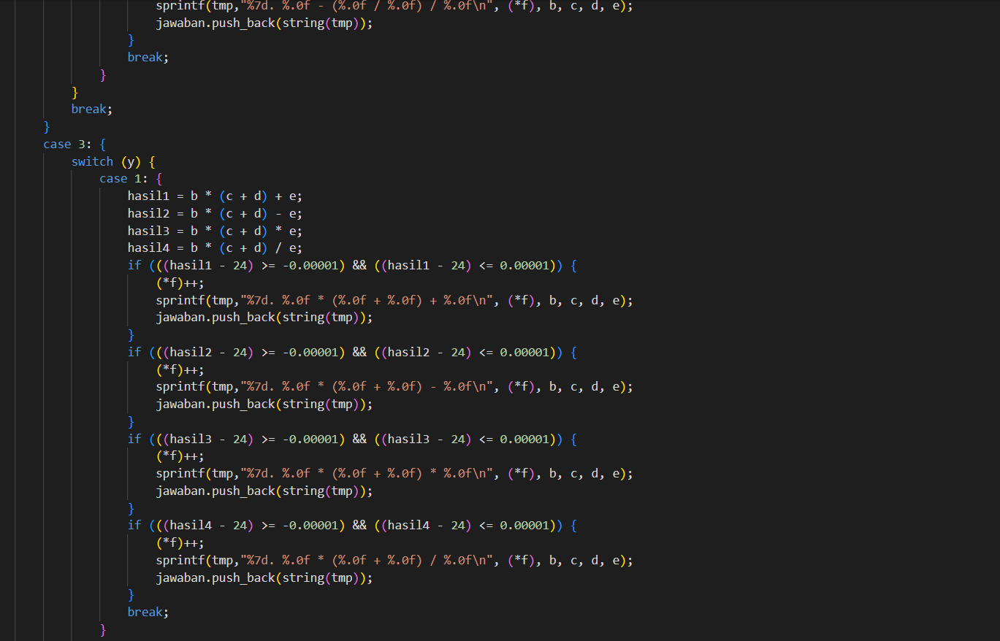 sprintf(tmp,"%7d. %.0f - (%.0f / %.0f) / %.0f\n", (*f), b, c, d, e);
jawaban.push_back(string(tmp));
}
break;
}
}
break;
}
case 3: {
switch (y) {
case 1: {
hasil1 = b * (c + d) + e;
hasil2 = b * (c + d) - e;
hasil3 = b * (c + d) * e;
hasil4 = b * (c + d) / e;
if (((hasil1 - 24) >= -0.00001) && ((hasil1 - 24) <= 0.00001)) {
(*f)++;
sprintf(tmp,"%7d. %.0f * (%.0f + %.0f) + %.0f\n", (*f), b, c, d, e);
jawaban.push_back(string(tmp));
}
if (((hasil2 - 24) >= -0.00001) && ((hasil2 - 24) <= 0.00001)) {
(*f)++;
sprintf(tmp,"%7d. %.0f * (%.0f + %.0f) - %.0f\n", (*f), b, c, d, e);
jawaban.push_back(string(tmp));
}
if (((hasil3 - 24) >= -0.00001) && ((hasil3 - 24) <= 0.00001)) {
(*f)++;
sprintf(tmp,"%7d. %.0f * (%.0f + %.0f) * %.0f\n", (*f), b, c, d, e);
jawaban.push_back(string(tmp));
}
if (((hasil4 - 24) >= -0.00001) && ((hasil4 - 24) <= 0.00001)) {
(*f)++;
sprintf(tmp,"%7d. %.0f * (%.0f + %.0f) / %.0f\n", (*f), b, c, d, e);
jawaban.push_back(string(tmp));
}
break;
}